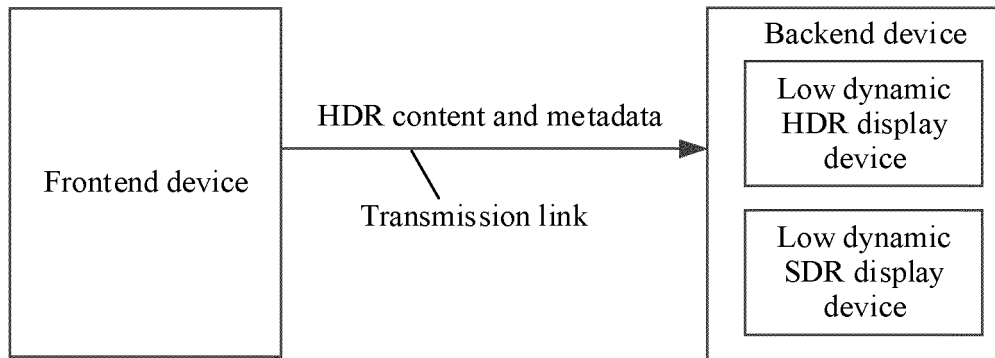 Frontend device
HDR content and metadata
Transmission link
Backend device
Low dynamic
HDR display
device
Low dynamic
SDR display
device